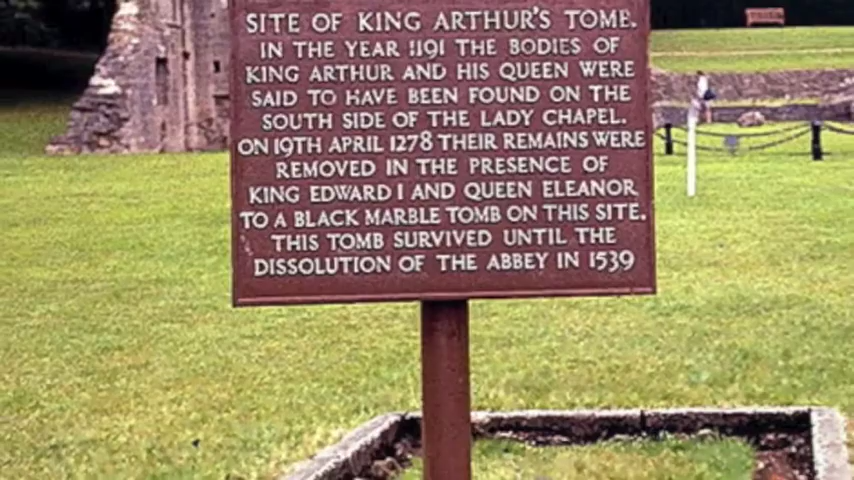 SITE OF KING ARTHUR'S TOMB.
IN THE YEAR 1191 THE BODIES OF
KING ARTHUR AND HIS QUEEN WERE
SAID TO HAVE BEEN FOUND ON THE
SOUTH SIDE OF THE LADY CHAPEL.
ON 19TH APRIL 1278 THEIR REMAINS WERE
REMOVED IN THE PRESENCE OF
KING EDWARD I AND QUEEN ELEANOR
TO A BLACK MARBLE TOMB ON THIS SITE.
THIS TOMB SURVIVED UNTIL THE
DISSOLUTION OF THE ABBEY IN 1539